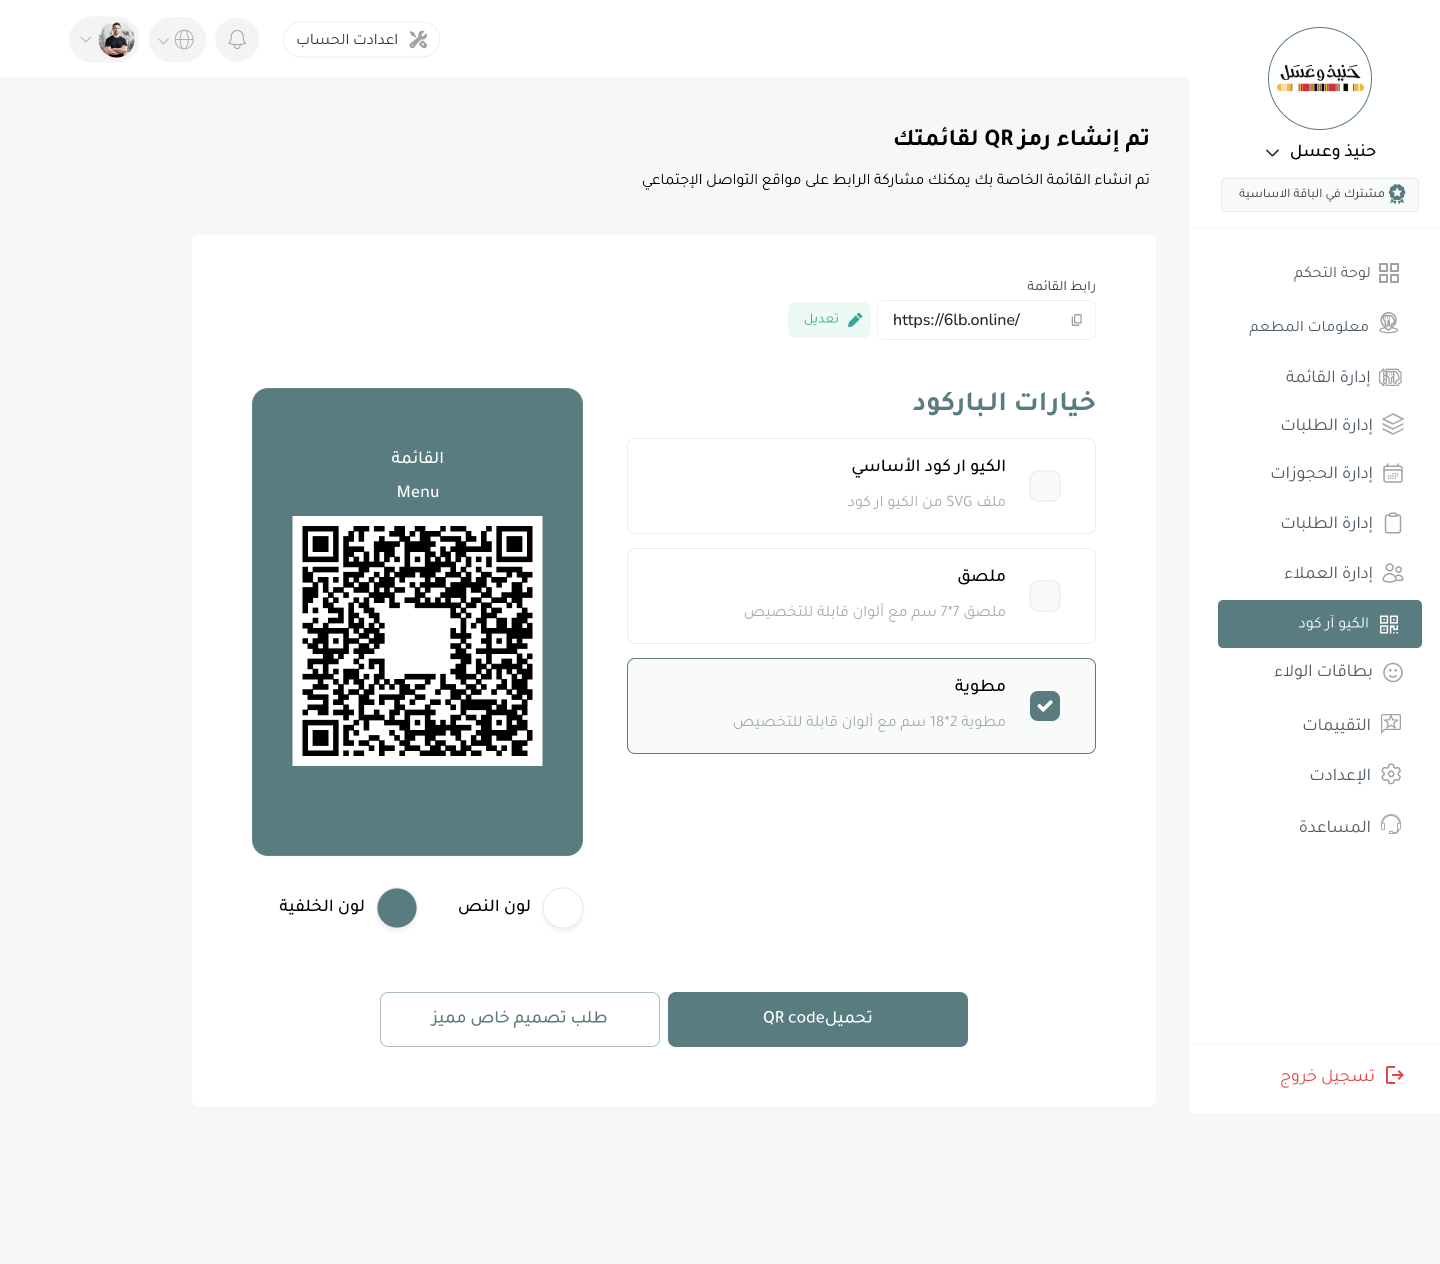 اعدادت الحساب
حنيذ وعسل
حنيذ وعسل
مشترك في الباقة الاساسية
لوحة التحكم
معلومات المطعم
إدارة القائمة
إدارة الطلبات
إدارة الحجوزات
إدارة الطلبات
إدارة العملاء
الكيو أر كود
بطاقات الولاء
التقييمات
الإعدادت
المساعدة
تسجيل خروج
تم إنشاء رمز QR لقائمتك
تم انشاء القائمة الخاصة بك يمكنك مشاركة الرابط على مواقع التواصل الإجتماعي
رابط القائمة
https://6lb.online/
تعديل
خيارات الباركود
الكيو ار كود الأساسي
ملف SVG من الكيو ار كود
ملصق
ملصق 7*7 سم مع ألوان قابلة للتخصيص
مطوية
مطوية 2*18 سم مع ألوان قابلة للتخصيص
القائمة
Menu
لون النص
لون الخلفية
تحميلQR code
طلب تصميم خاص مميز